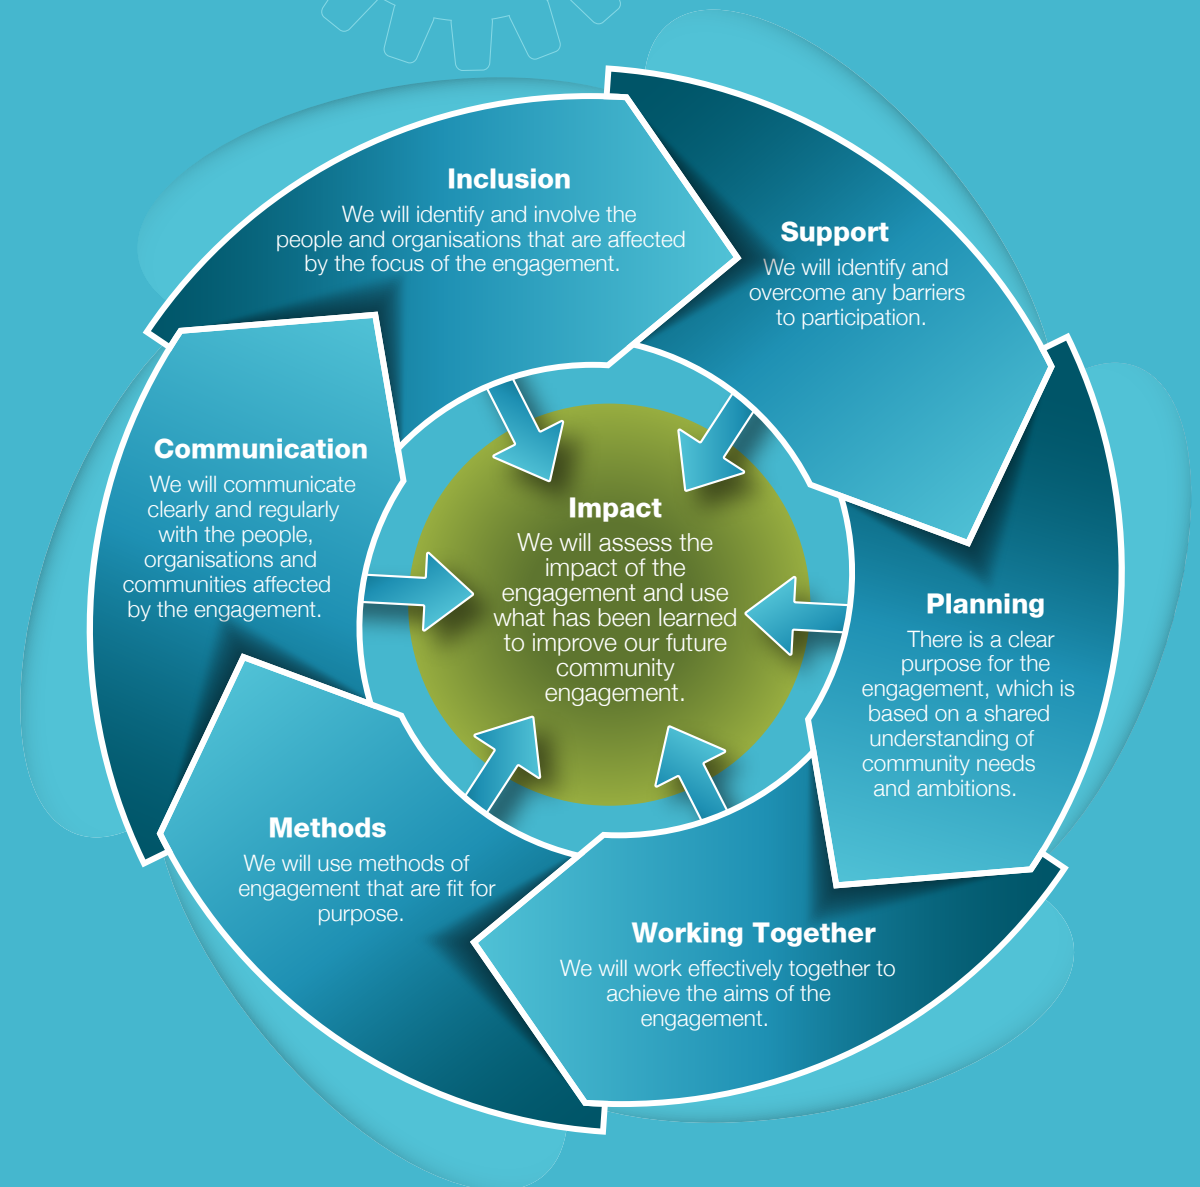 Inclusion
We will identify and involve the
people and organisations that are affected
by the focus of the engagement.
Support
We will identify and
overcome any barriers
to participation.
Planning
There is a clear
purpose for the
engagement, which is
based on a shared
understanding of
community needs
and ambitions.
Working Together
We will work effectively together to
achieve the aims of the
engagement.
Methods
We will use methods of
engagement that are fit for
purpose.
Communication
We will communicate
clearly and regularly
with the people,
organisations and
communities affected
by the engagement.
Impact
We will assess the
impact of the
engagement and use
what has been learned
to improve our future
community
engagement.